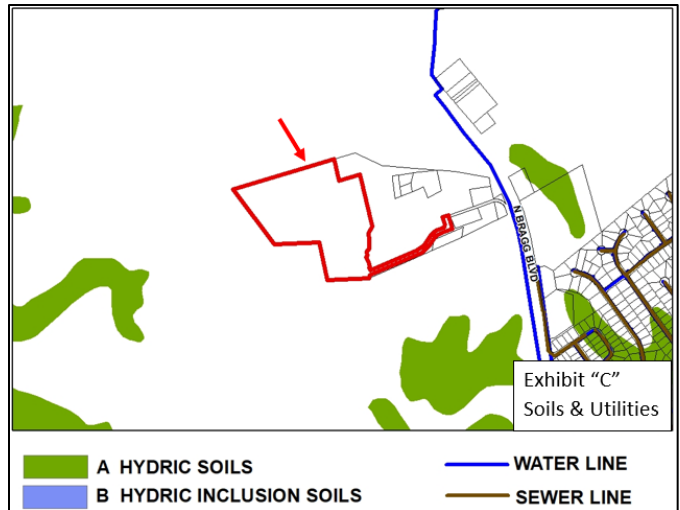 N BRAGG BLVD
Exhibit “C”
Soils & Utilities
A HYDRIC SOILS
B HYDRIC INCLUSION SOILS
WATER LINE
SEWER LINE